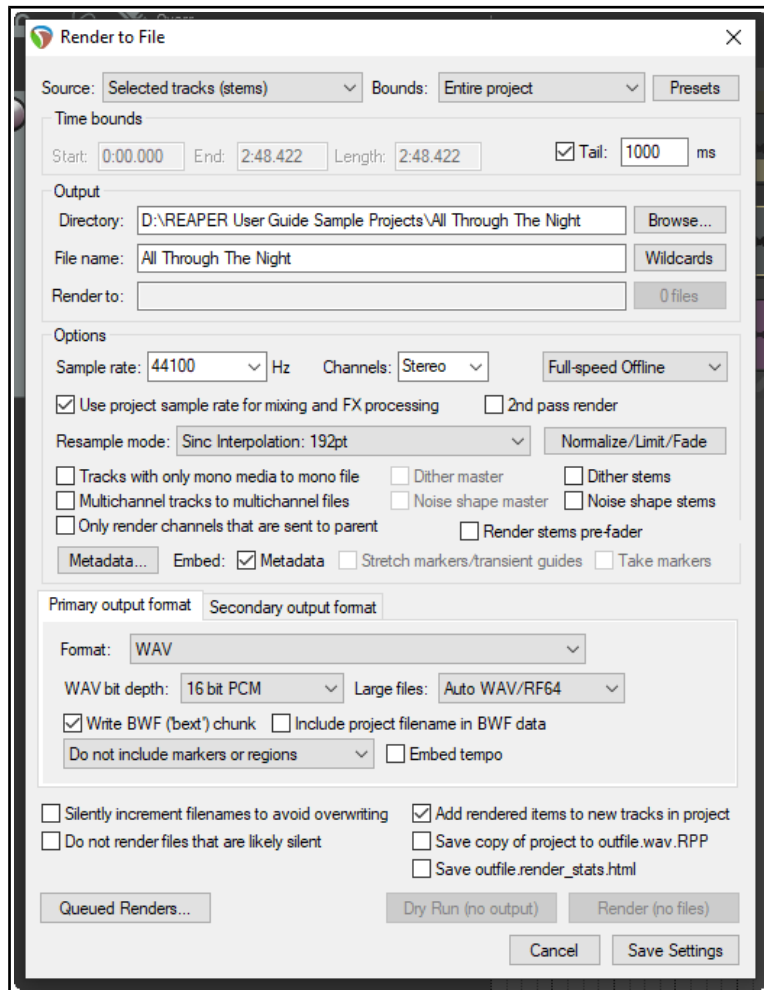 Render to File
Source: Selected tracks (stems) Bounds: Entire project Presets
Time bounds
Start: 0:00.000 End: 2:48.422 Length: 2:48.422 Tail: 1000 ms
Output
Directory: D:\REAPER User Guide Sample Projects\All Through The Night Browse...
File name: All Through The Night Wildcards
Render to: 0 files
Options
Sample rate: 44100 Hz Channels: Stereo Full-speed Offline
Use project sample rate for mixing and FX processing 2nd pass render
Resample mode: Sinc Interpolation: 192pt Normalize/Limit/Fade
Tracks with only mono media to mono file Dither master Dither stems
Multichannel tracks to multichannel files Noise shape master Noise shape stems
Only render channels that are sent to parent Render stems pre-fader
Metadata... Embed: Metadata Stretch markers/transient guides Take markers
Primary output format Secondary output format
Format: WAV
WAV bit depth: 16 bit PCM Large files: Auto WAV/RF64
Write BWF ('bext') chunk Include project filename in BWF data
Do not include markers or regions Embed tempo
Silently increment filenames to avoid overwriting Add rendered items to new tracks in project
Do not render files that are likely silent Save copy of project to outfile.wav.RPP
Save outfile.render_stats.html
Queued Renders... Dry Run (no output) Render (no files)
Cancel Save Settings